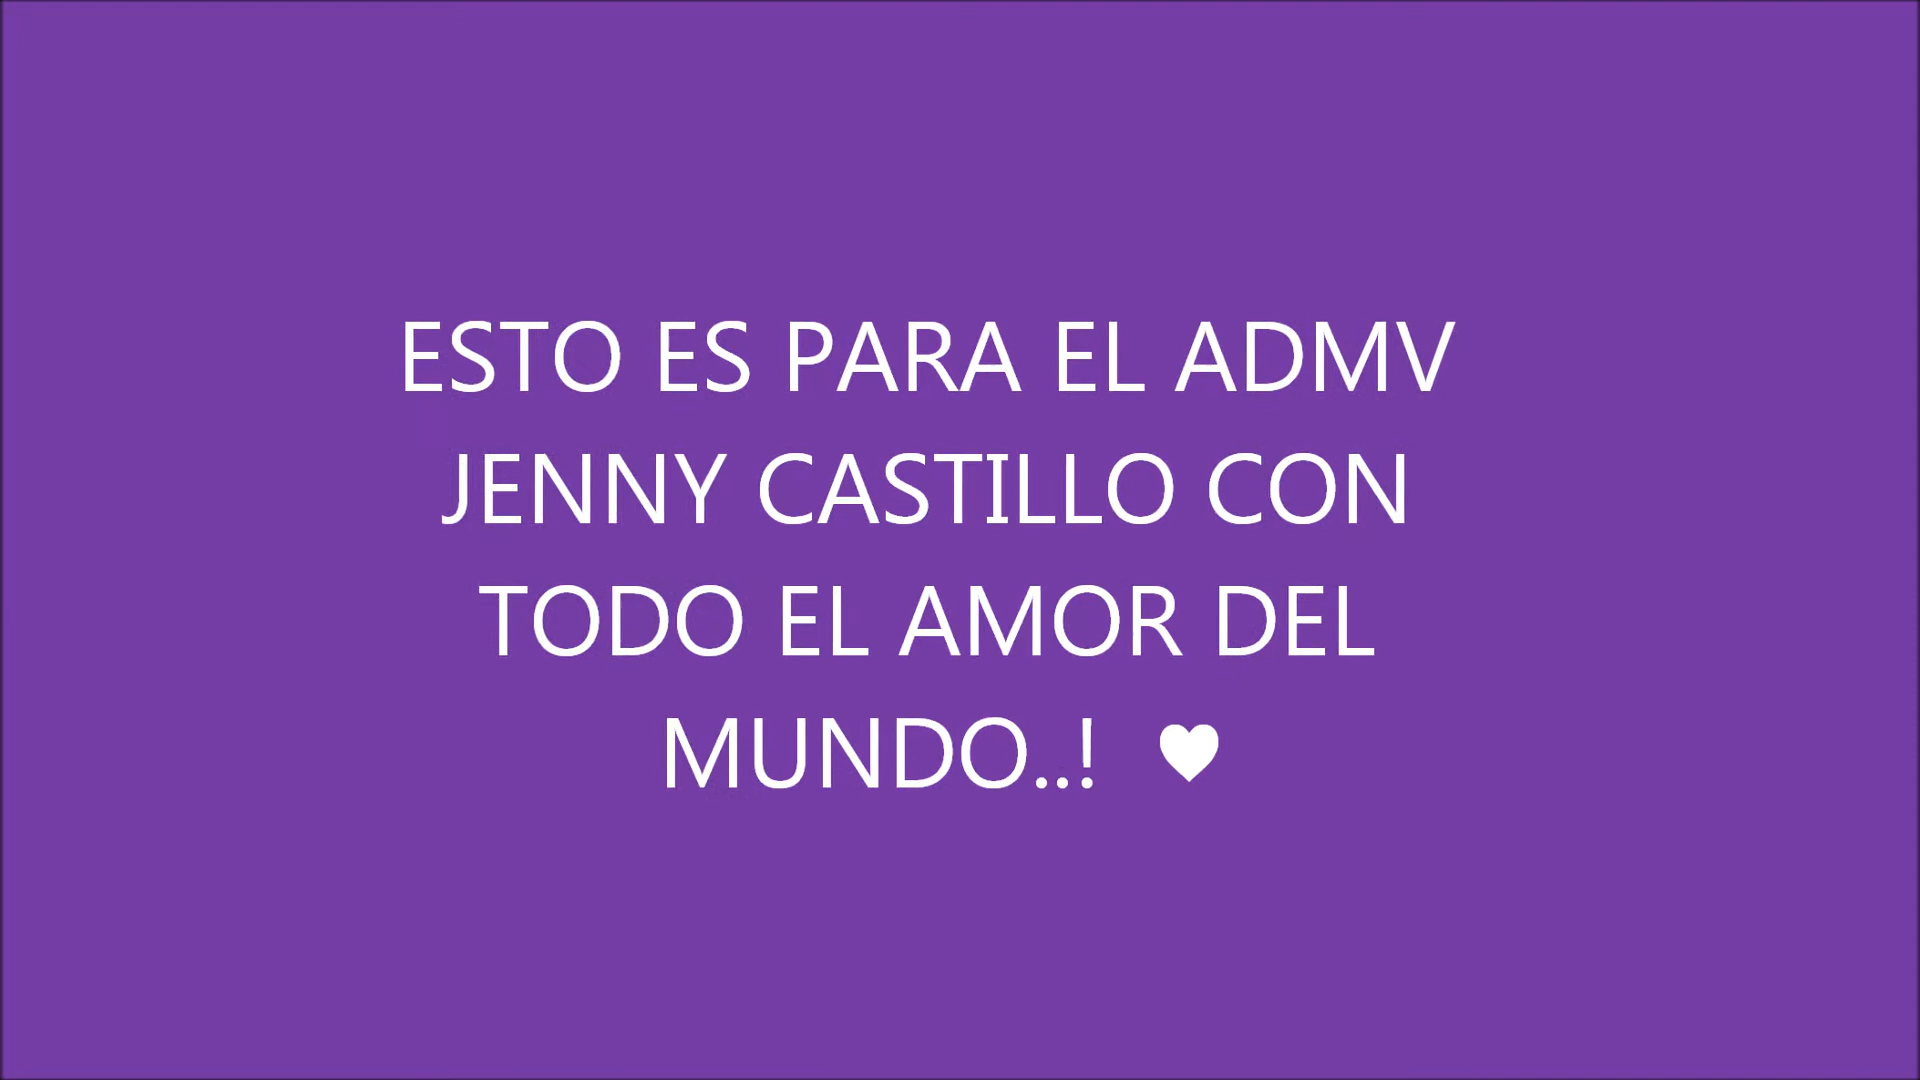 ESTO ES PARA EL ADMV
JENNY CASTILLO CON
TODO EL AMOR DEL
MUNDO..! ♥